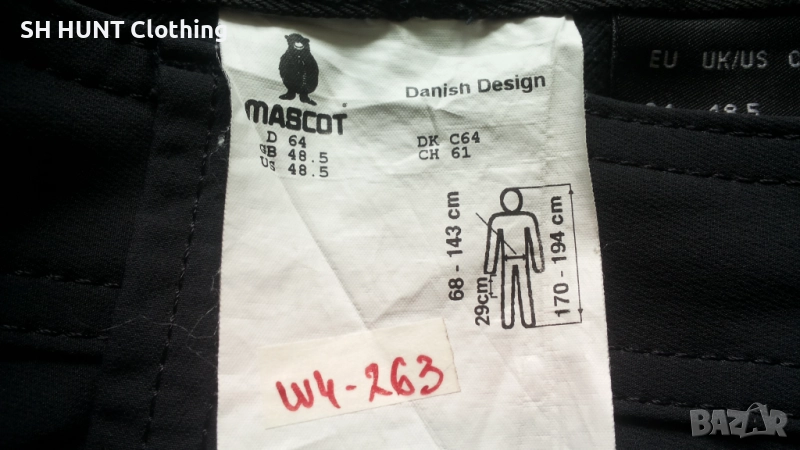 SH HUNT Clothing
MASCOT
Danish Design
D 64
GB 48.5
US 48.5
DK C64
CH 61
68 - 143 cm
29cm
170 - 194 cm
W4-263
EU UK/US C
48.5
BAZAR